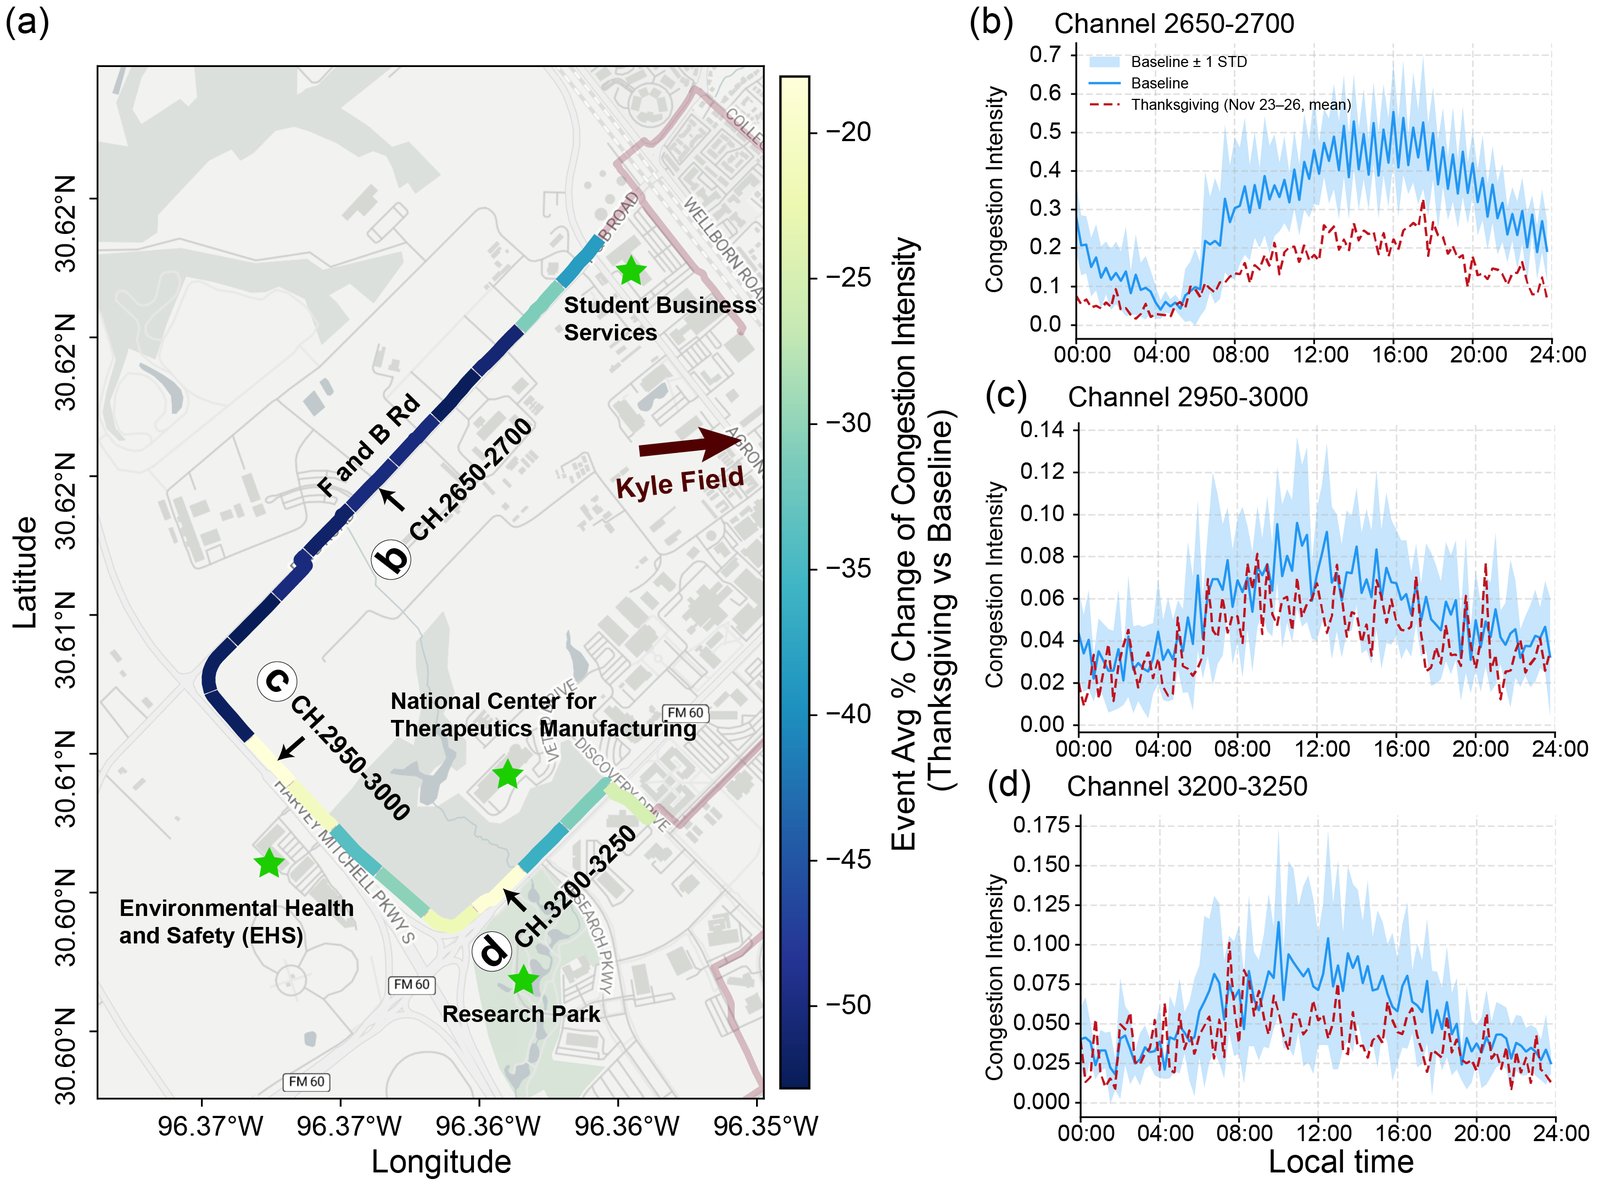 (a)
30.62°N
30.62°N
30.62°N
30.61°N
30.61°N
30.60°N
30.60°N
Latitude
96.37°W
96.37°W
96.36°W
96.36°W
96.35°W
Longitude
WELLBORN ROAD
B ROAD
Student Business
Services
F and B Rd
CH.2650-2700
b
Kyle Field
c
CH.2950-3000
National Center for
Therapeutics Manufacturing
FM 60
DISCOVERY DRIVE
HARVEY MITCHELL PKWY S
Environmental Health
and Safety (EHS)
d
CH.3200-3250
FM 60
Research Park
FM 60
−20
−25
−30
−35
−40
−45
−50
Event Avg % Change of Congestion Intensity
(Thanksgiving vs Baseline)
(b)
Channel 2650-2700
Baseline ± 1 STD
Baseline
Thanksgiving (Nov 23–26, mean)
Congestion Intensity
0.7
0.6
0.5
0.4
0.3
0.2
0.1
0.0
00:00
04:00
08:00
12:00
16:00
20:00
24:00
(c)
Channel 2950-3000
Congestion Intensity
0.14
0.12
0.10
0.08
0.06
0.04
0.02
0.00
00:00
04:00
08:00
12:00
16:00
20:00
24:00
(d)
Channel 3200-3250
Congestion Intensity
0.175
0.150
0.125
0.100
0.075
0.050
0.025
0.000
00:00
04:00
08:00
12:00
16:00
20:00
24:00
Local time